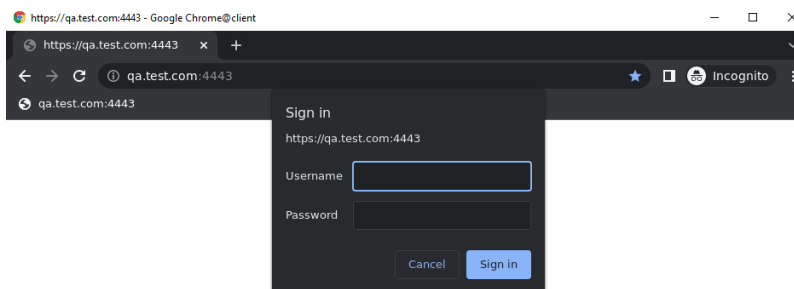 https://qa.test.com:4443 - Google Chrome@client
https://qa.test.com:4443
qa.test.com:4443
Incognito
qa.test.com:4443
Sign in
https://qa.test.com:4443
Username
Password
Cancel
Sign in